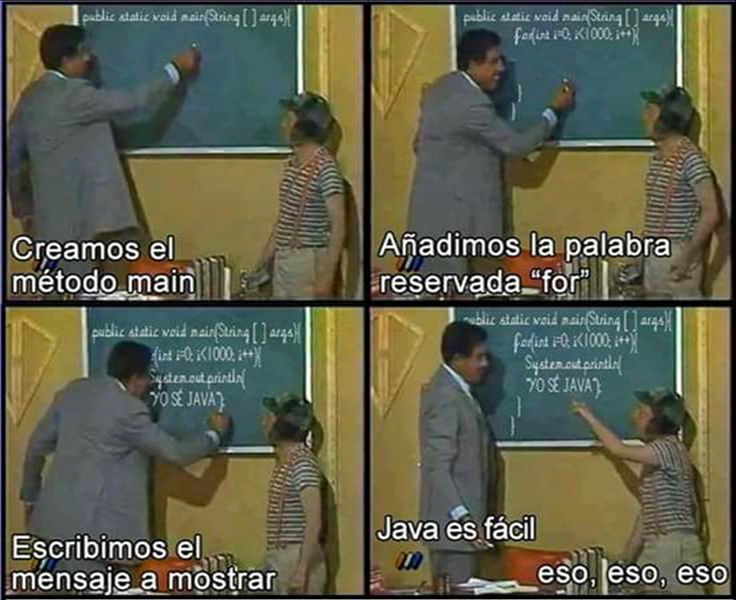 public static void main(String [ ] args){
Creamos el
método main
public static void main(String [ ] args){
for(int i=0; i<1000; i++){
}
}
Añadimos la palabra
reservada “for”
public static void main(String [ ] args){
(int i=0; i<1000; i++){
System.out.println(
"YO SÉ JAVA");
Escribimos el
mensaje a mostrar
public static void main(String [ ] args){
for(int i=0; i<1000; i++){
System.out.println(
"YO SÉ JAVA");
}
}
Java es fácil
eso, eso, eso